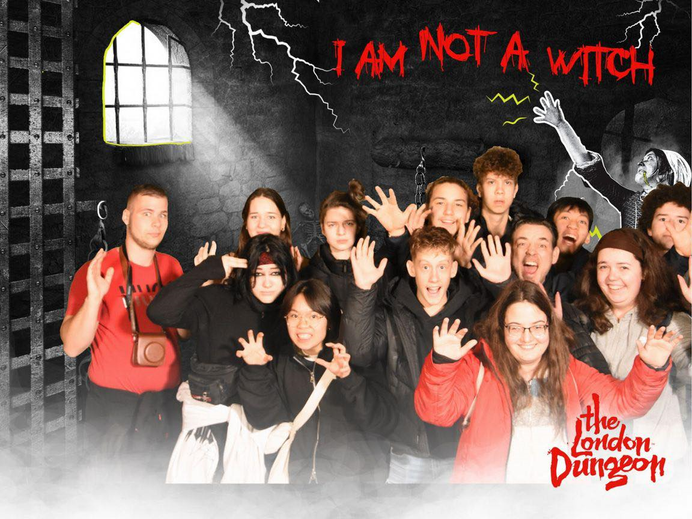 I AM NOT A WITCH
the
London
Dungeon